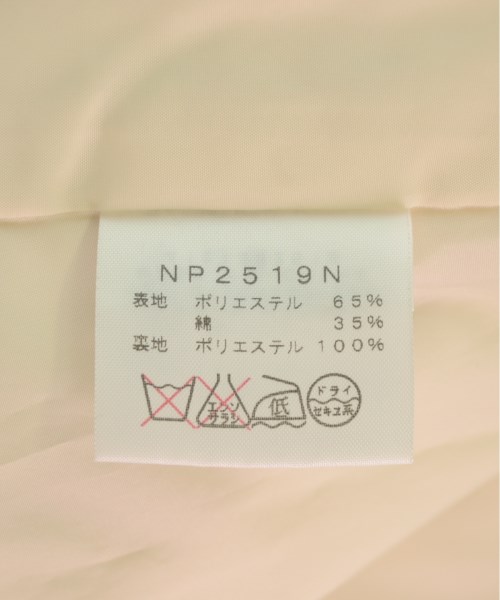 NP2519N
表地 ポリエステル 65%
綿 35%
裏地 ポリエステル 100%
エンソ
サラシ
低
ドライ
セキユ系